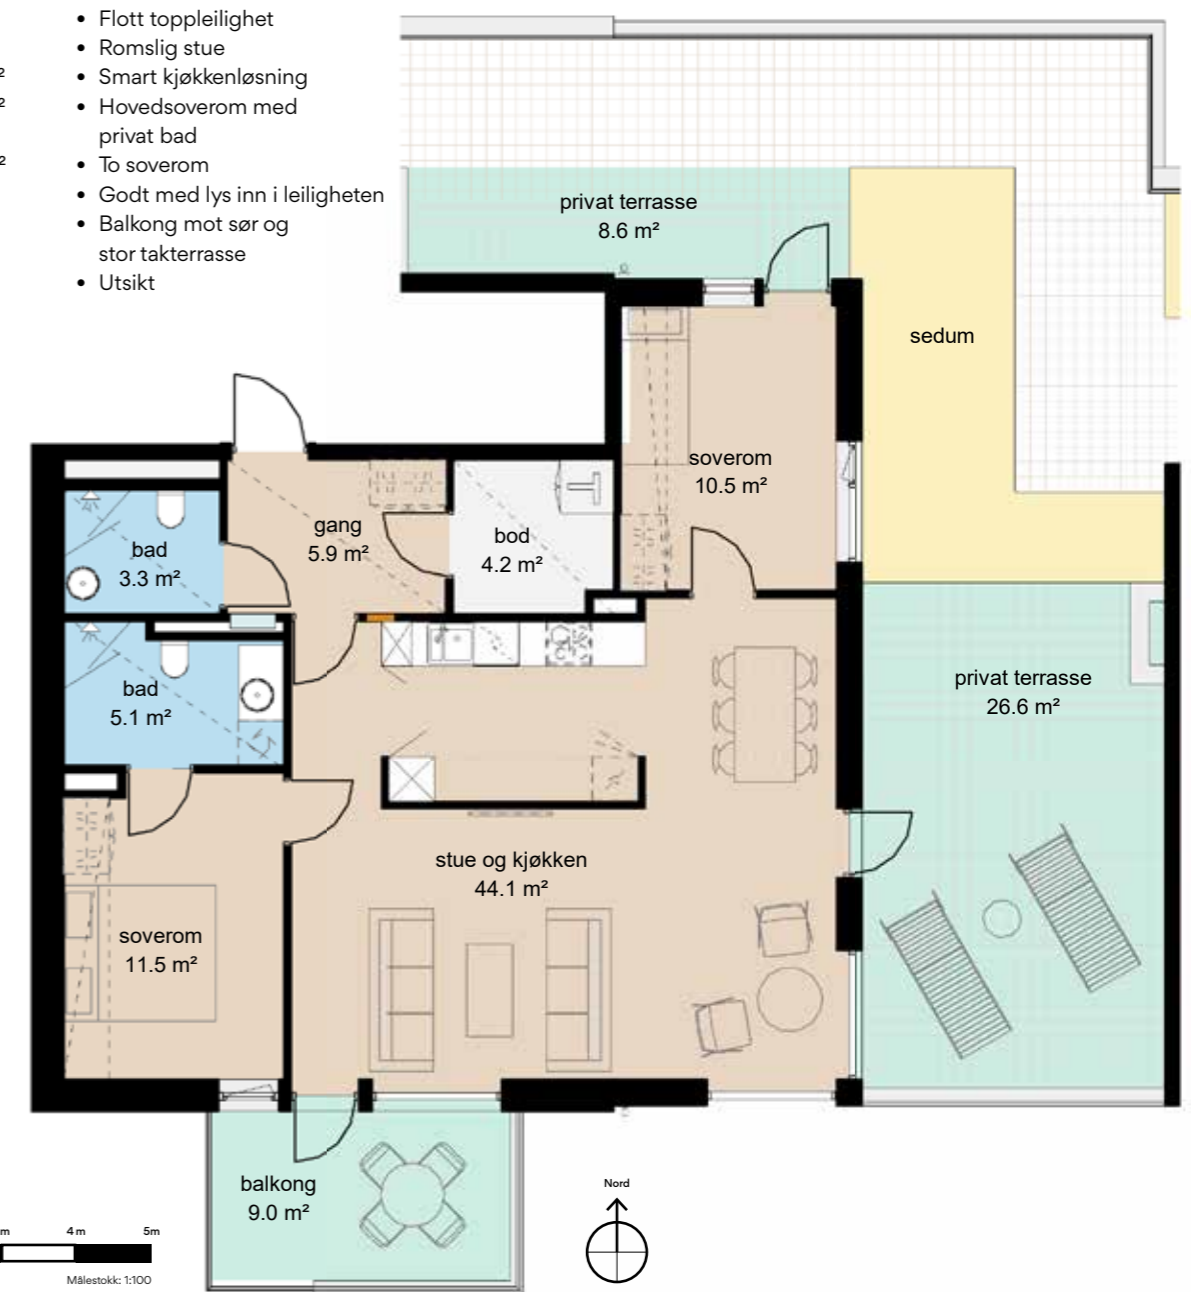 • Flott toppleilighet
• Romslig stue
• Smart kjøkkenløsning
• Hovedsoverom med
privat bad
• To soverom
• Godt med lys inn i leiligheten
• Balkong mot sør og
stor takterrasse
• Utsikt
²
²
²
privat terrasse
8.6 m²
sedum
soverom
10.5 m²
gang
5.9 m²
bod
4.2 m²
bad
3.3 m²
bad
5.1 m²
privat terrasse
26.6 m²
stue og kjøkken
44.1 m²
soverom
11.5 m²
balkong
9.0 m²
Nord
m 4 m 5m
Målestokk: 1:100